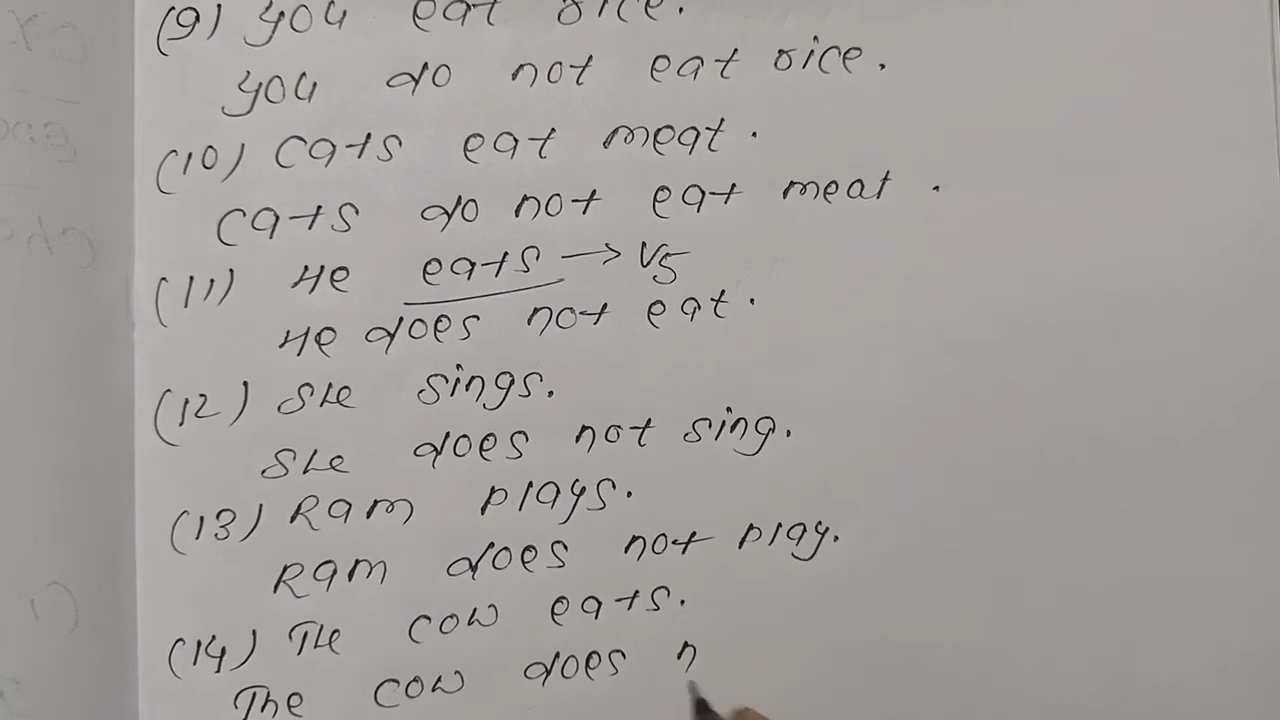 (9) you eat rice.
you do not eat rice.
(10) Cats eat meat.
Cats do not eat meat.
(11) He eats → V5
He does not eat.
(12) She sings.
She does not sing.
(13) Ram plays.
Ram does not play.
(14) The cow eats.
The cow does n